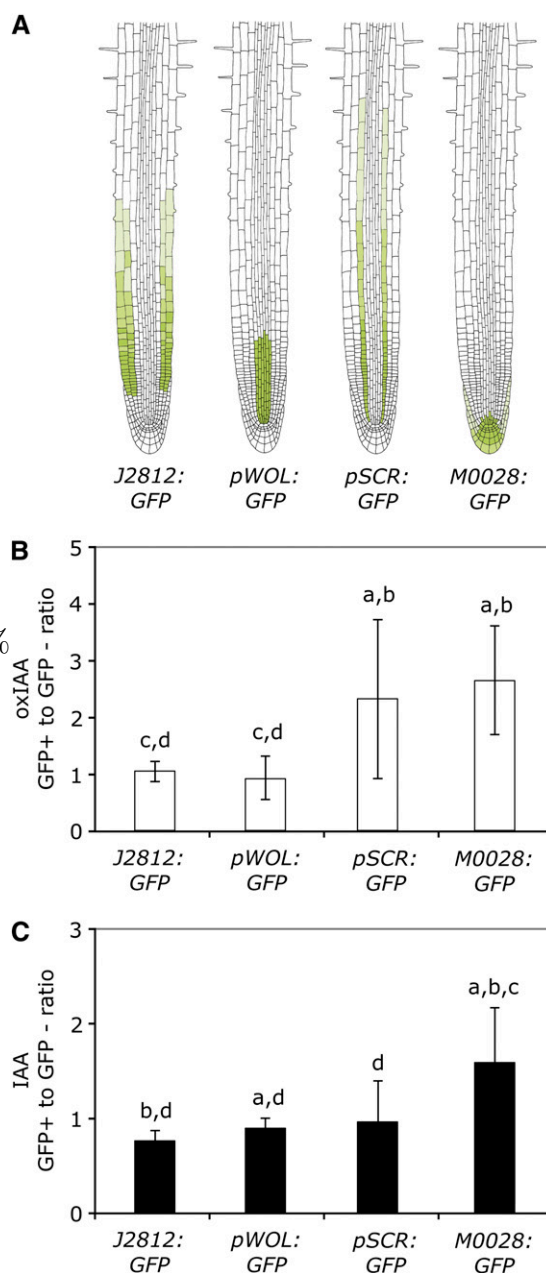 A
J2812: pWOL: pSCR: M0028:
GFP GFP GFP GFP
B
5
4
3
2
1
0
%
oxIAA
GFP+ to GFP - ratio
c,d
c,d
a,b
a,b
J2812: pWOL: pSCR: M0028:
GFP GFP GFP GFP
C
3
2
1
0
IAA
GFP+ to GFP - ratio
b,d
a,d
d
a,b,c
J2812: pWOL: pSCR: M0028:
GFP GFP GFP GFP